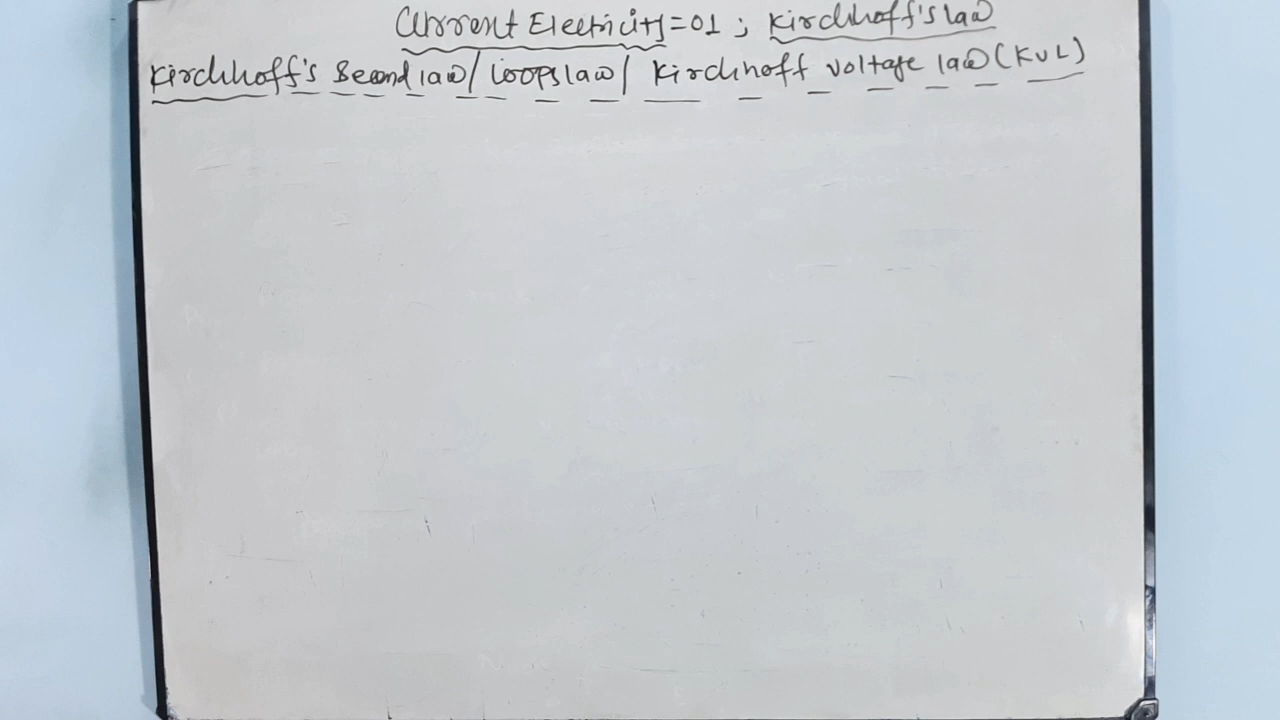 Current Electricity=01; Kirchhoff's law
Kirchhoff's Second law/ Loops law/ Kirchhoff voltage law (KVL)